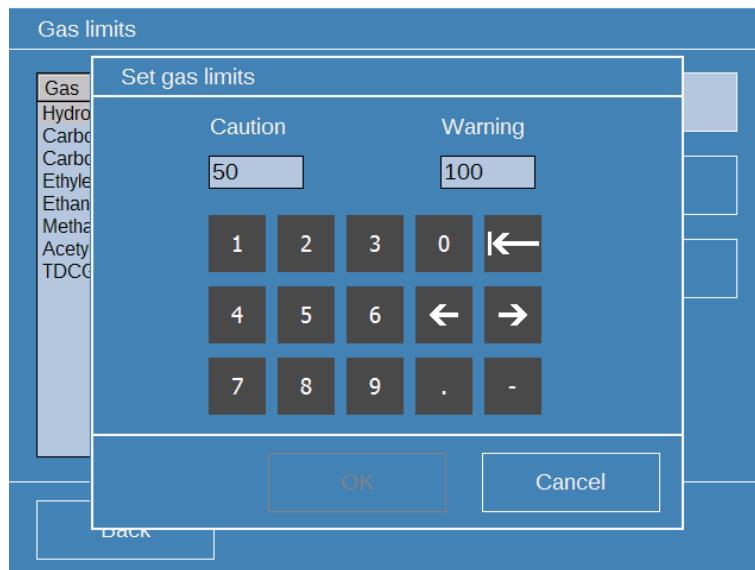 Gas limits
Set gas limits
Gas
Hydro
Carbo
Carbo
Ethyle
Ethan
Metha
Acety
TDCG
Caution Warning
50 100
1 2 3 0
4 5 6
7 8 9 . -
OK Cancel
Back